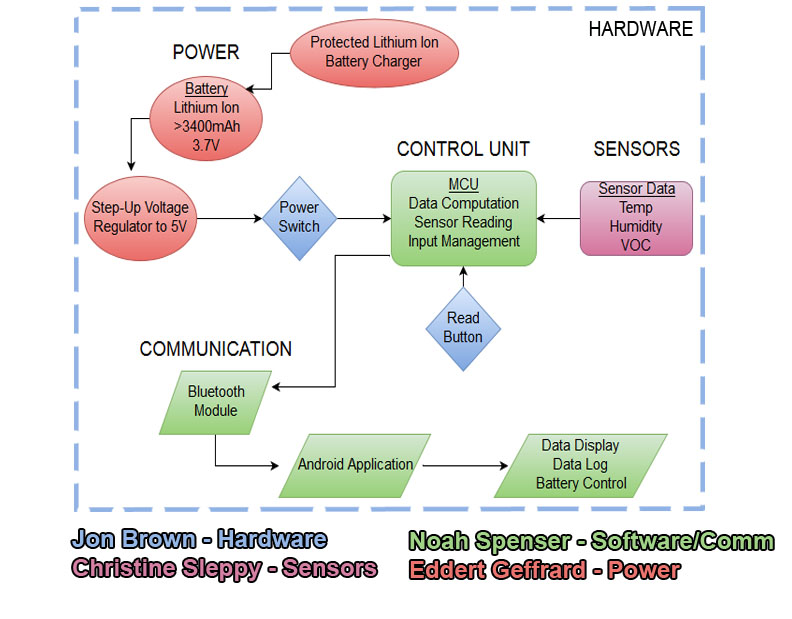 HARDWARE
POWER
Protected Lithium Ion
Battery Charger
Battery
Lithium Ion
>3400mAh
3.7V
CONTROL UNIT
SENSORS
Step-Up Voltage
Regulator to 5V
Power
Switch
MCU
Data Computation
Sensor Reading
Input Management
Sensor Data
Temp
Humidity
VOC
Read
Button
COMMUNICATION
Bluetooth
Module
Android Application
Data Display
Data Log
Battery Control
Jon Brown - Hardware
Noah Spenser - Software/Comm
Christine Sleppy - Sensors
Eddert Geffrard - Power